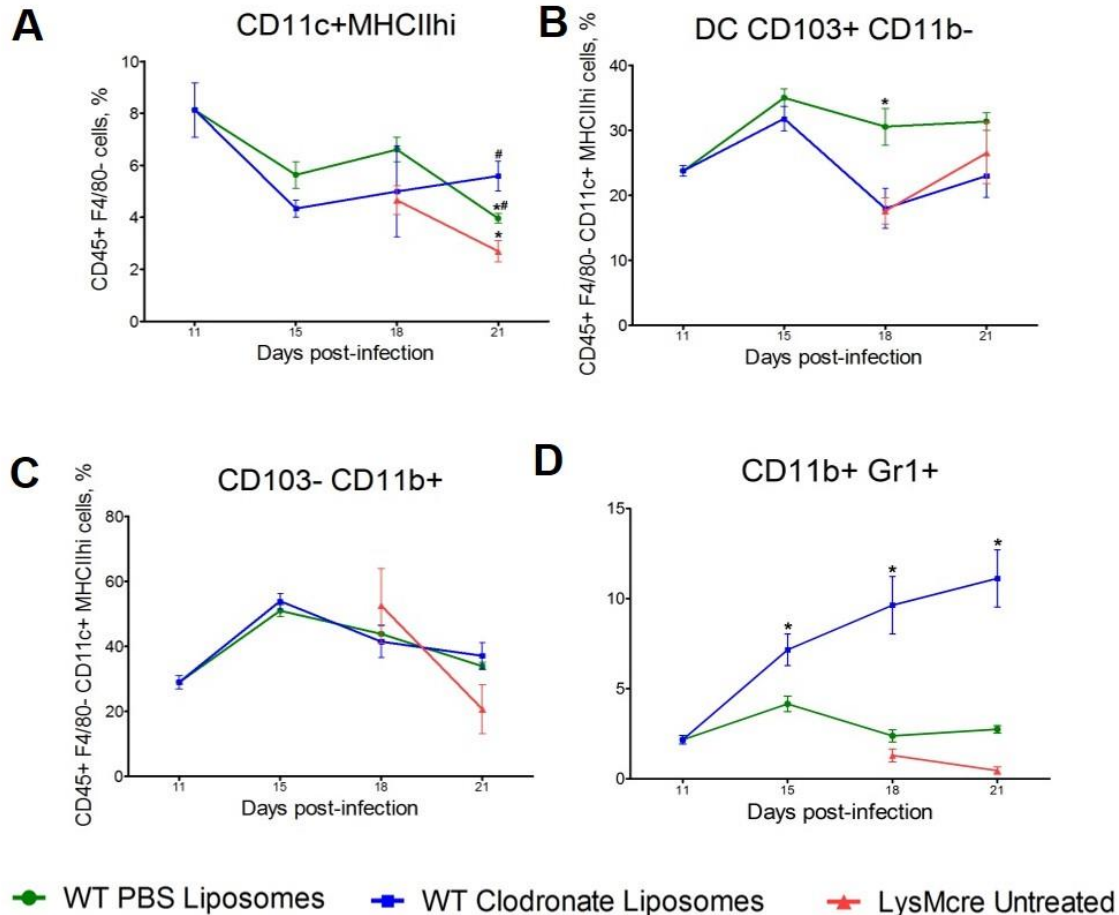 A
CD11c+MHCIIhi
CD45+ F4/80- cells, %
10
8
6
4
2
0
#
*#
*
11
15
18
21
Days post-infection
B
DC CD103+ CD11b-
CD45+ F4/80- CD11c+ MHCIIhi cells, %
40
30
20
10
0
*
11
15
18
21
Days post-infection
C
CD103- CD11b+
CD45+ F4/80- CD11c+ MHCIIhi cells, %
80
60
40
20
0
11
15
18
21
Days post-infection
D
CD11b+ Gr1+
15
10
5
0
*
*
*
11
15
18
21
Days post-infection
WT PBS Liposomes
WT Clodronate Liposomes
LysMcre Untreated